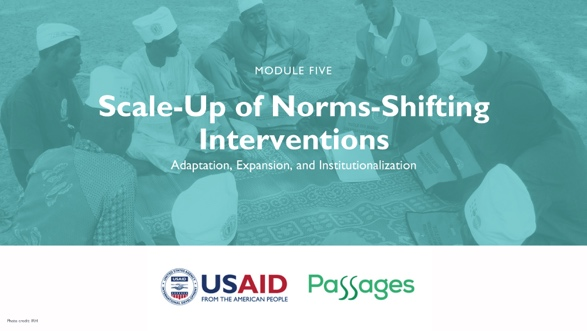 MODULE FIVE
Scale-Up of Norms-Shifting
Interventions
Adaptation, Expansion, and Institutionalization
USAID
FROM THE AMERICAN PEOPLE
Passages